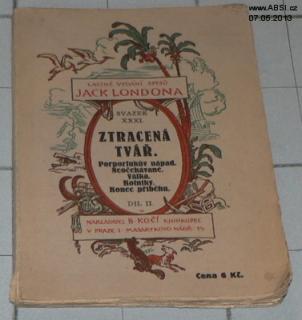 www.ABSI.cz
07.05.2013
LACINÉ VYDÁNÍ SPISŮ
JACK LONDONA
SVAZEK
XXXI.
ZTRACENÁ
TVÁŘ.
Porportukův nápad.
Neočekávané.
Válka.
Kotníky.
Konec příběhu.
DÍL II.
NAKLADATEL B. KOČÍ KNIHKUPEC
V PRAZE I. MASARYKOVO NÁBŘ. 14.
Cena 6 Kč.